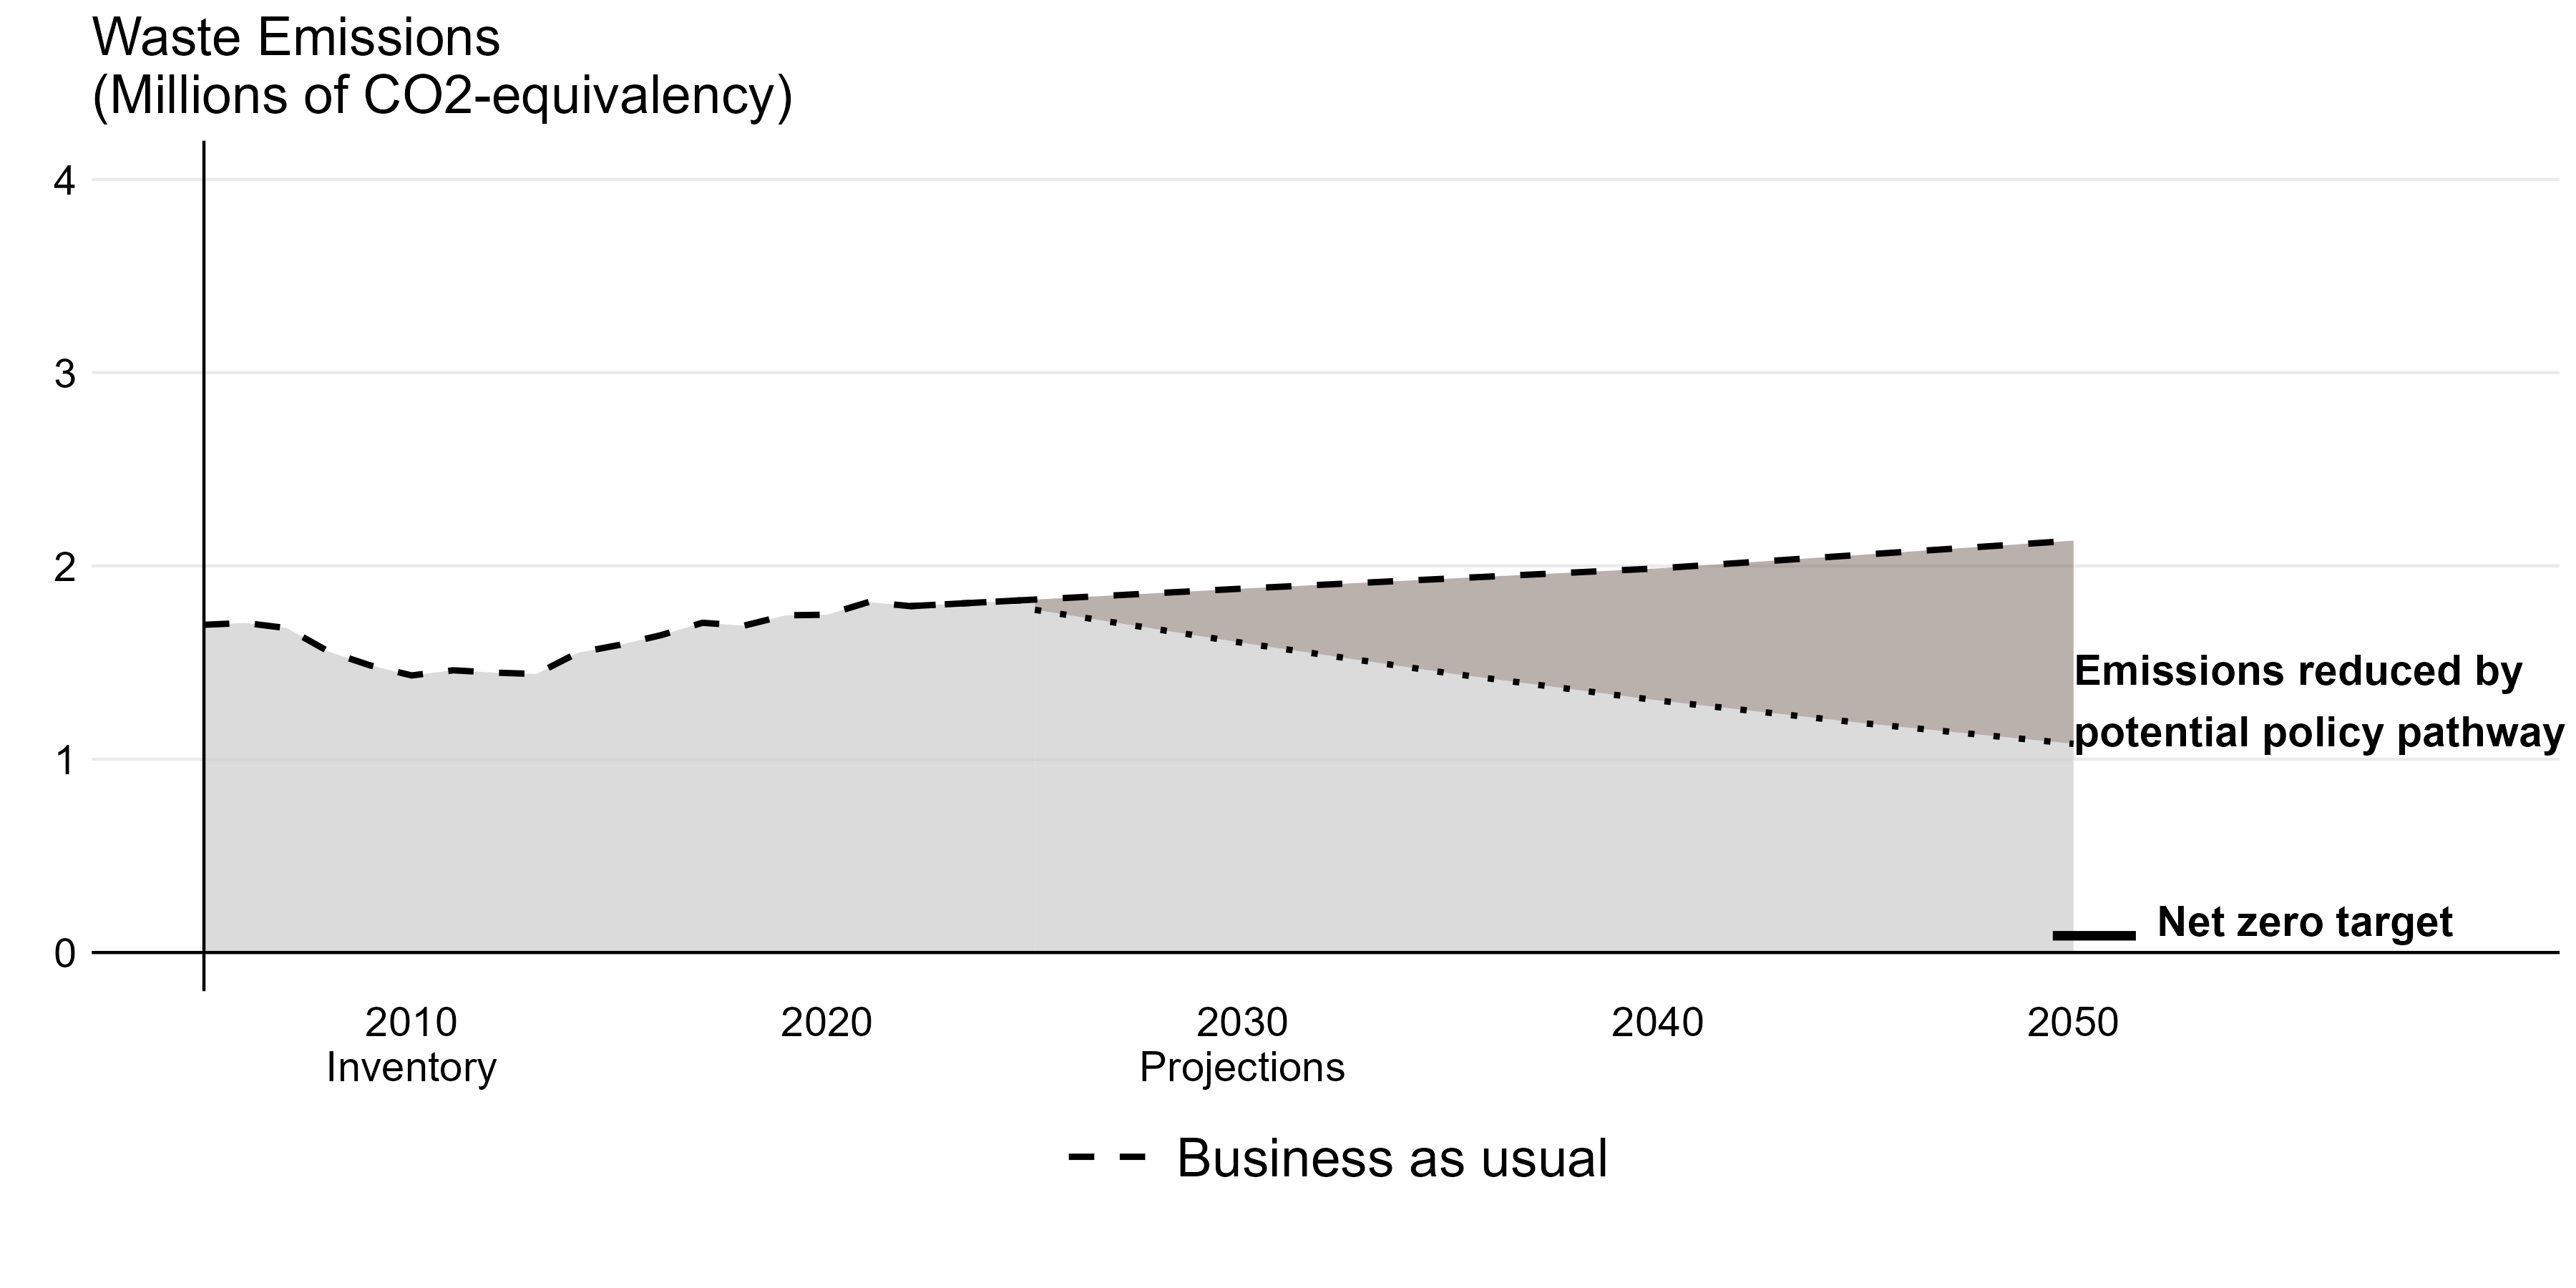 Waste Emissions
(Millions of CO2-equivalency)
4
3
2
1
0
Emissions reduced by
potential policy pathway
Net zero target
2010 2020 2030 2040 2050
Inventory Projections
Business as usual